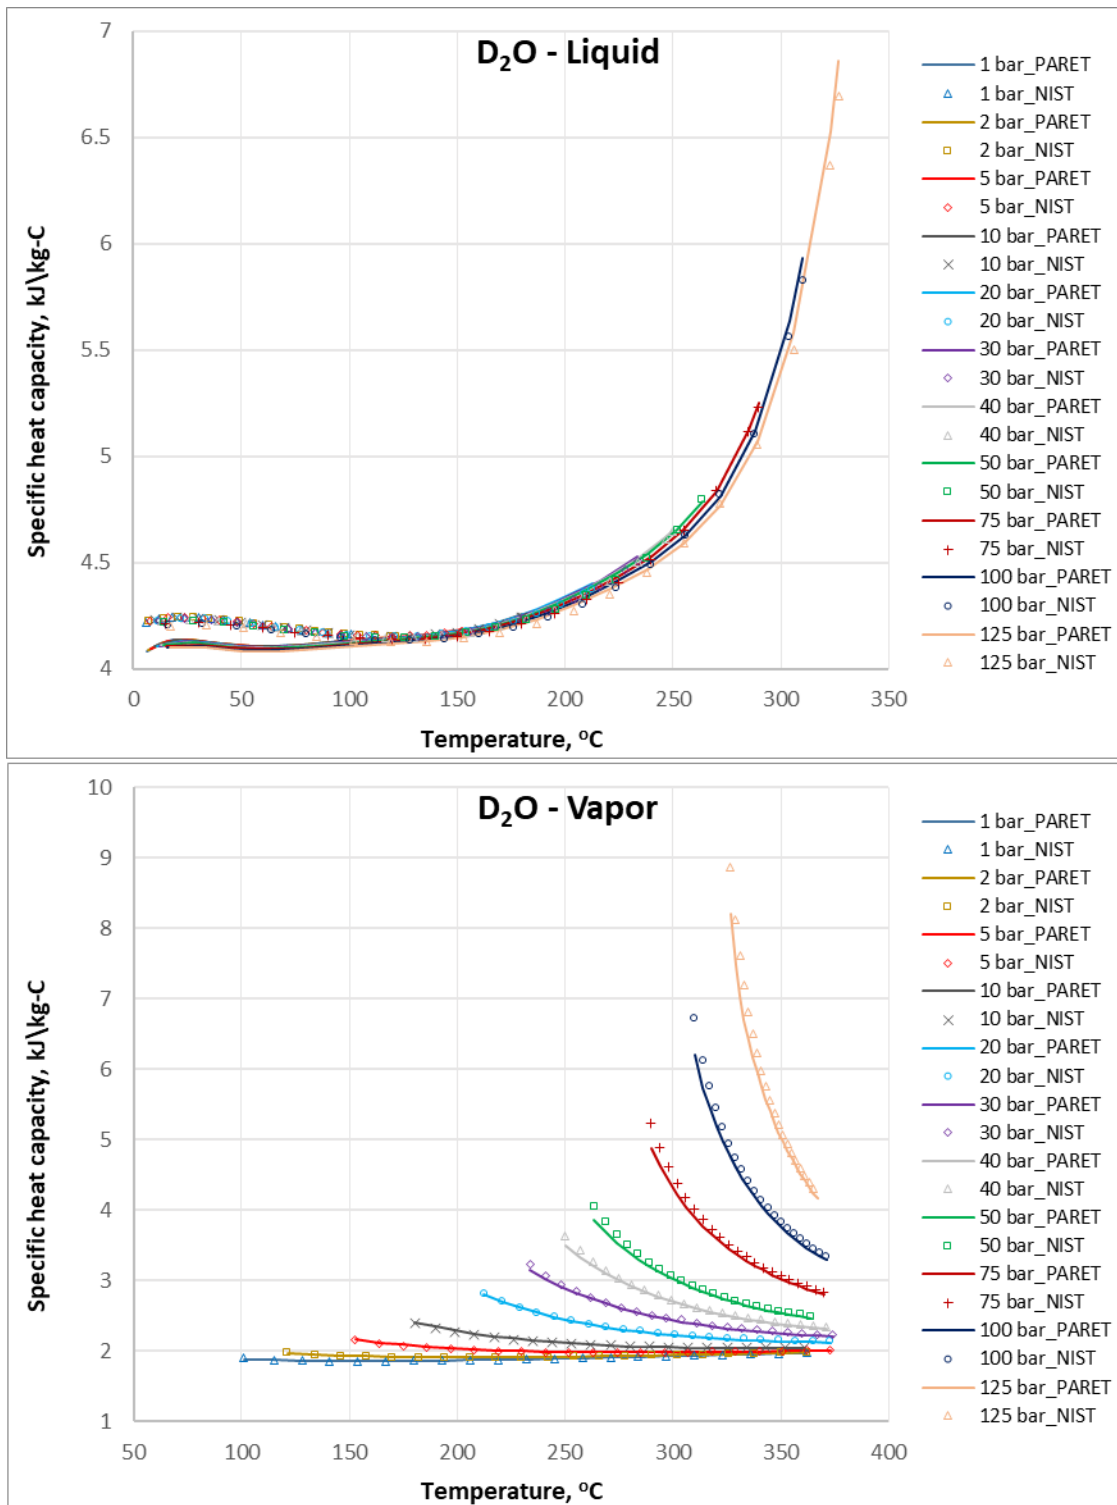 D₂O - Liquid
Specific heat capacity, kJ\kg-C
7
6.5
6
5.5
5
4.5
4
0 50 100 150 200 250 300 350
Temperature, °C
1 bar_PARET
1 bar_NIST
2 bar_PARET
2 bar_NIST
5 bar_PARET
5 bar_NIST
10 bar_PARET
10 bar_NIST
20 bar_PARET
20 bar_NIST
30 bar_PARET
30 bar_NIST
40 bar_PARET
40 bar_NIST
50 bar_PARET
50 bar_NIST
75 bar_PARET
75 bar_NIST
100 bar_PARET
100 bar_NIST
125 bar_PARET
125 bar_NIST
D₂O - Vapor
Specific heat capacity, kJ\kg-C
10
9
8
7
6
5
4
3
2
1
50 100 150 200 250 300 350 400
Temperature, °C
1 bar_PARET
1 bar_NIST
2 bar_PARET
2 bar_NIST
5 bar_PARET
5 bar_NIST
10 bar_PARET
10 bar_NIST
20 bar_PARET
20 bar_NIST
30 bar_PARET
30 bar_NIST
40 bar_PARET
40 bar_NIST
50 bar_PARET
50 bar_NIST
75 bar_PARET
75 bar_NIST
100 bar_PARET
100 bar_NIST
125 bar_PARET
125 bar_NIST